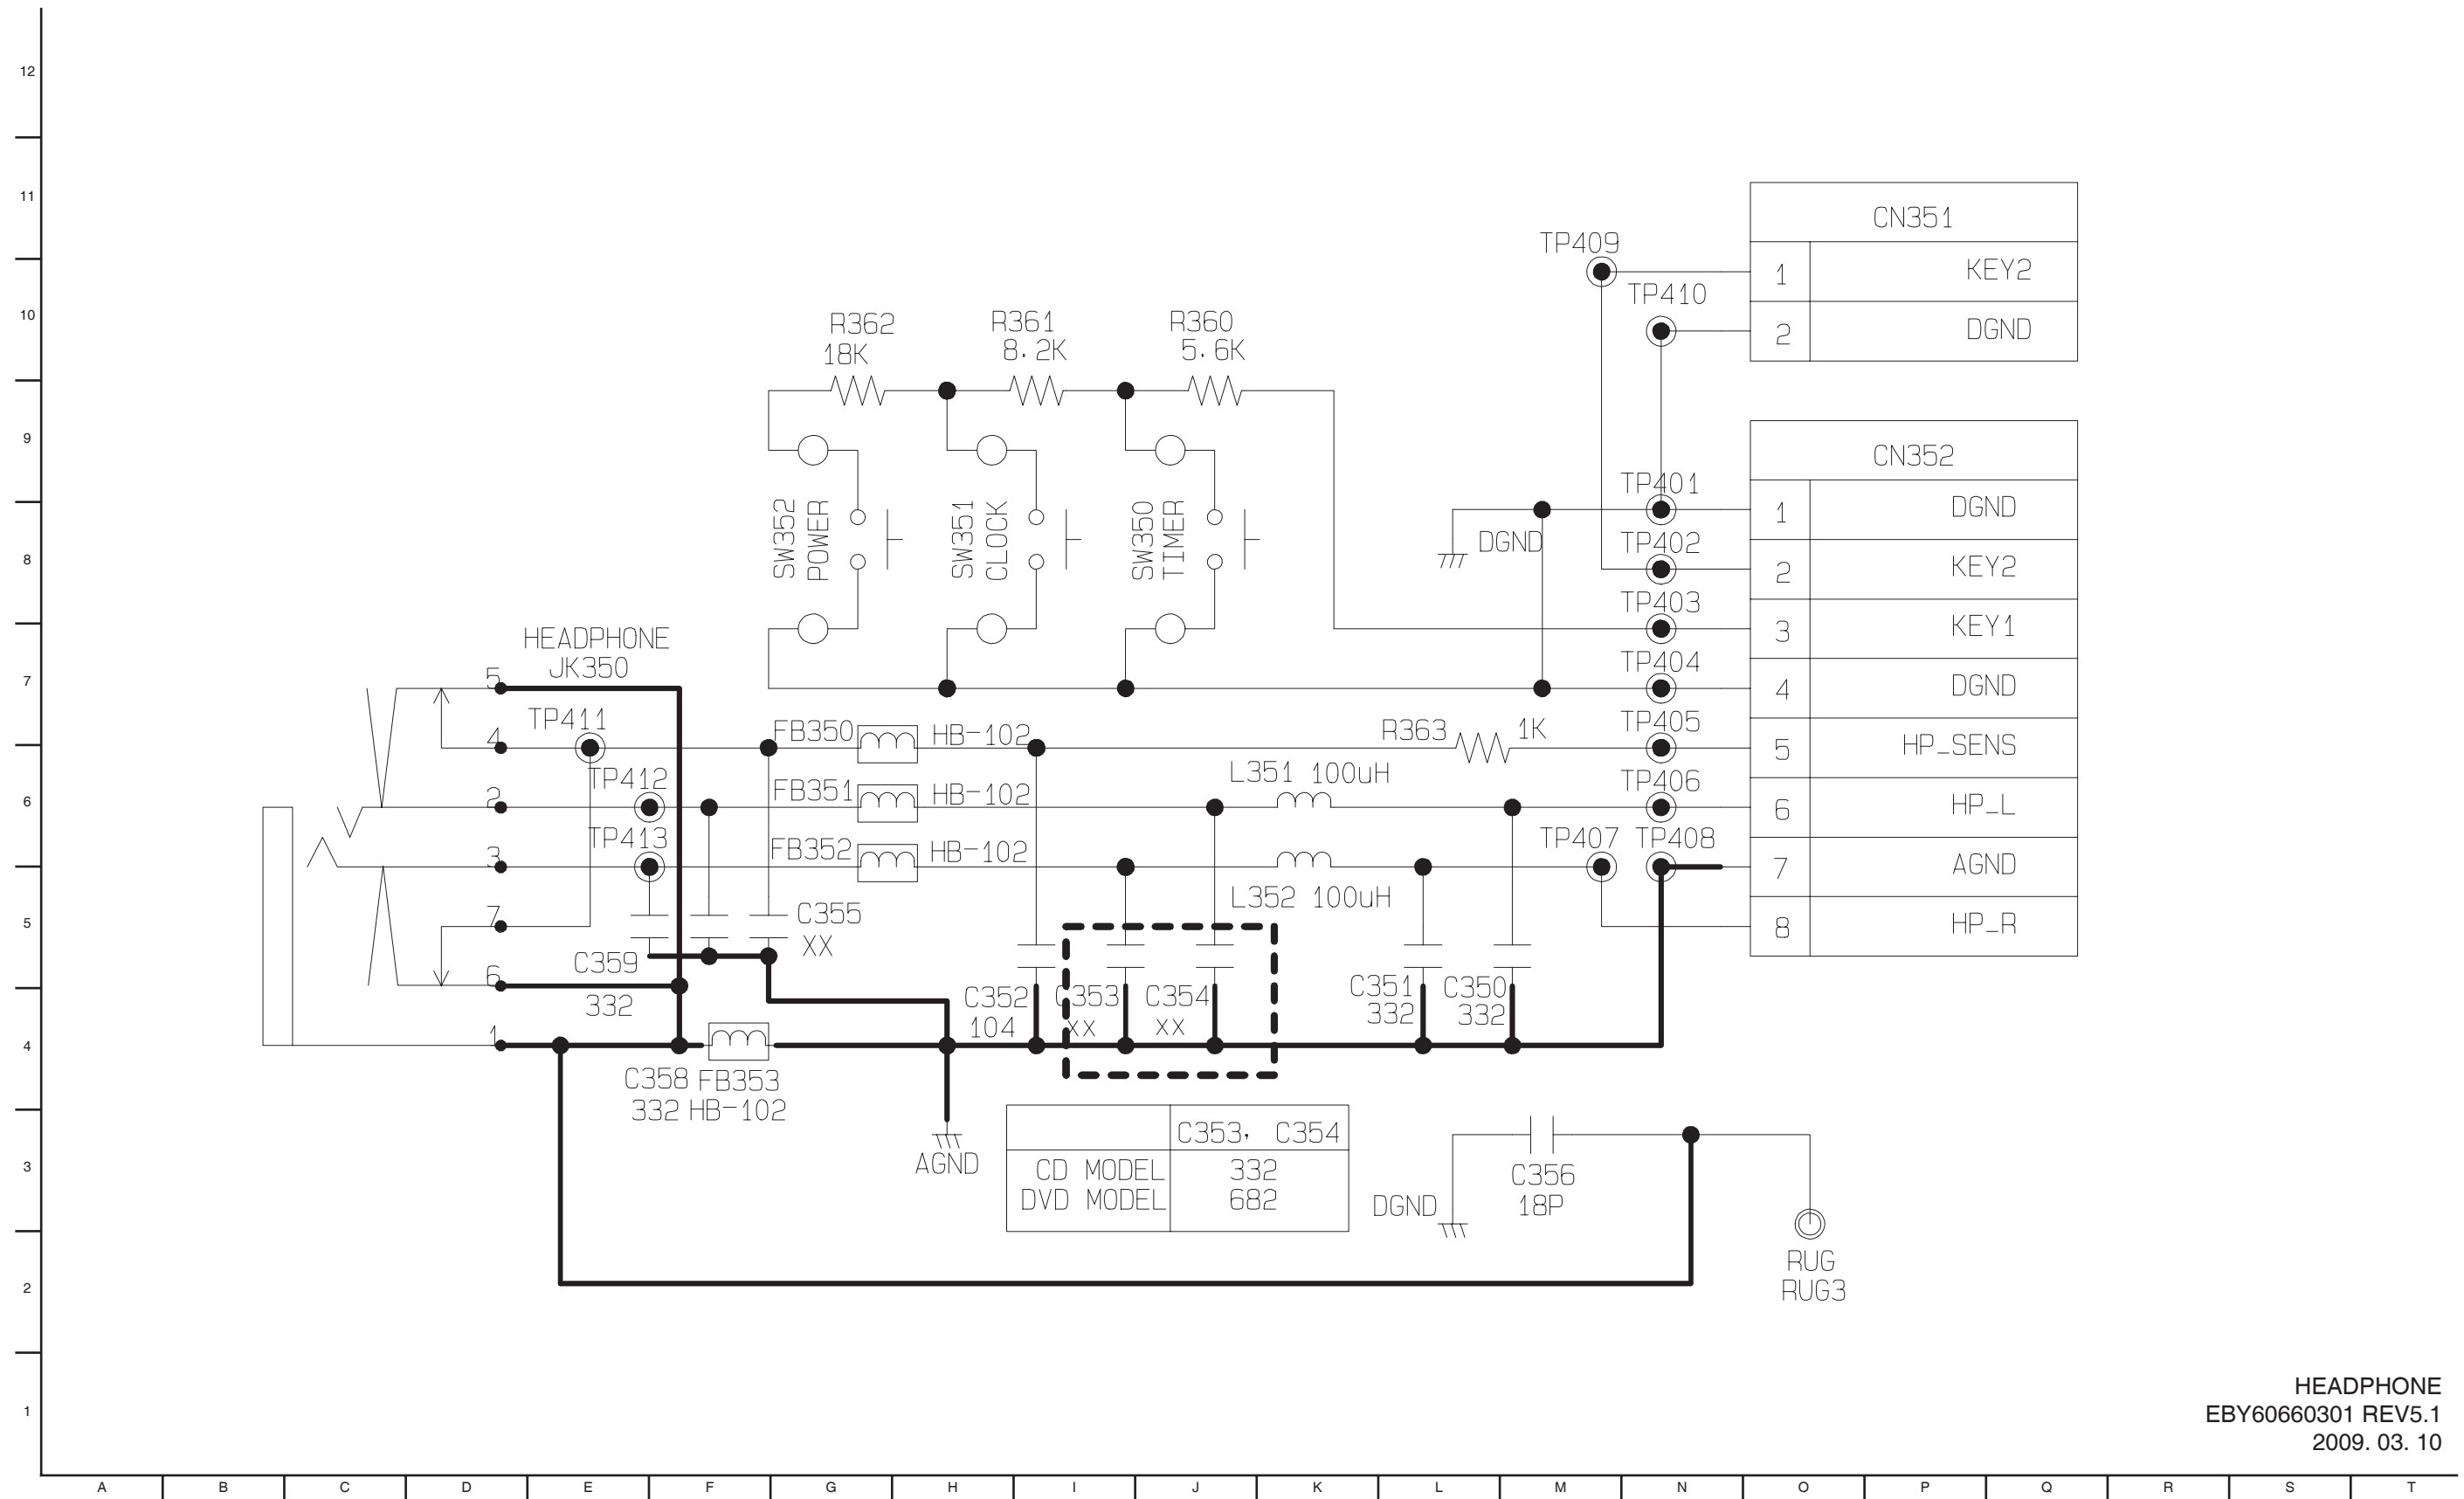 12
11
10
9
8
7
6
5
4
3
2
1
CN351
1 KEY2
2 DGND
TP409
TP410
R362
18K
R361
8.2K
R360
5.6K
CN352
1 DGND
2 KEY2
3 KEY1
4 DGND
5 HP_SENS
6 HP_L
7 AGND
8 HP_R
SW352
POWER
SW351
CLOCK
SW350
TIMER
DGND
TP401
TP402
TP403
TP404
TP405
TP406
TP407 TP408
HEADPHONE
JK350
5
4
2
3
7
6
1
TP411
TP412
TP413
FB350 HB-102
FB351 HB-102
FB352 HB-102
R363 1K
L351 100uH
L352 100uH
C355
XX
C359
332
C352
104
C353
XX
C354
XX
C351
332
C350
332
C358 FB353
332 HB-102
AGND
C353, C354
CD MODEL 332
DVD MODEL 682
DGND
C356
18P
RUG
RUG3
HEADPHONE
EBY60660301 REV5.1
2009. 03. 10
A B C D E F G H I J K L M N O P Q R S T